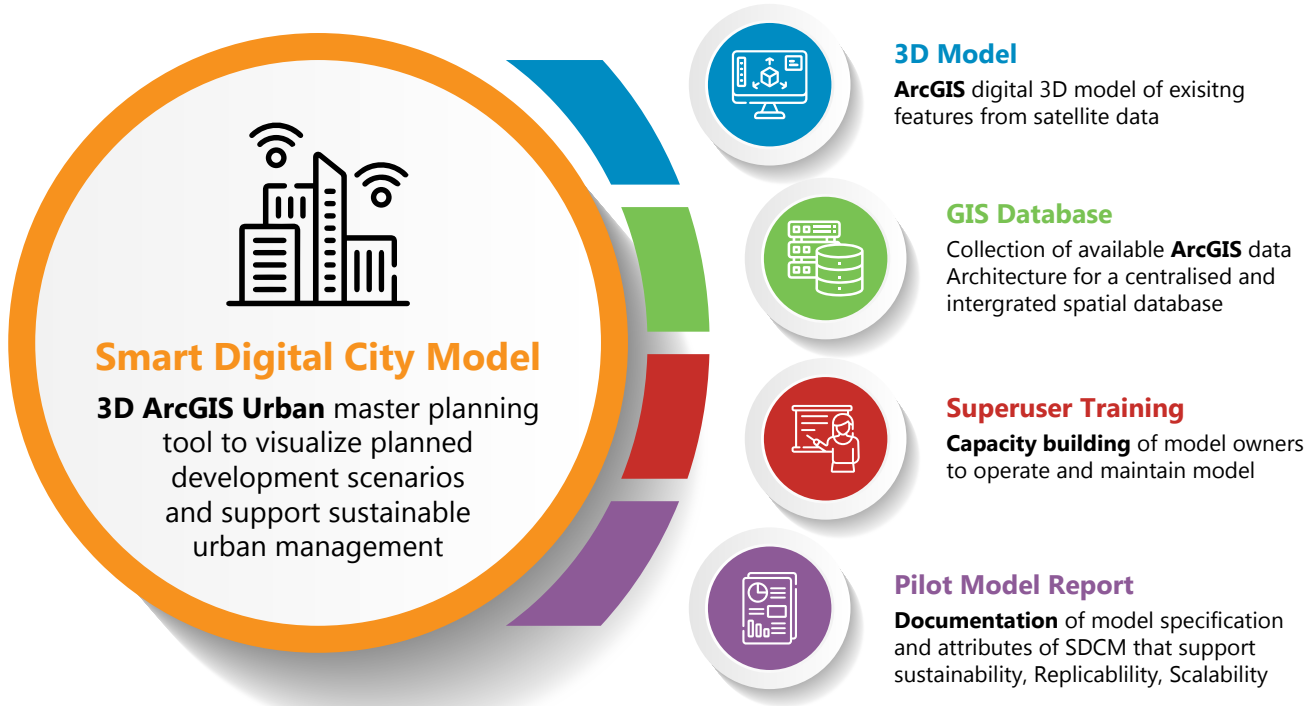 Smart Digital City Model
3D ArcGIS Urban master planning
tool to visualize planned
development scenarios
and support sustainable
urban management
3D Model
ArcGIS digital 3D model of exisitng
features from satellite data
GIS Database
Collection of available ArcGIS data
Architecture for a centralised and
intergrated spatial database
Superuser Training
Capacity building of model owners
to operate and maintain model
Pilot Model Report
Documentation of model specification
and attributes of SDCM that support
sustainability, Replicablility, Scalability